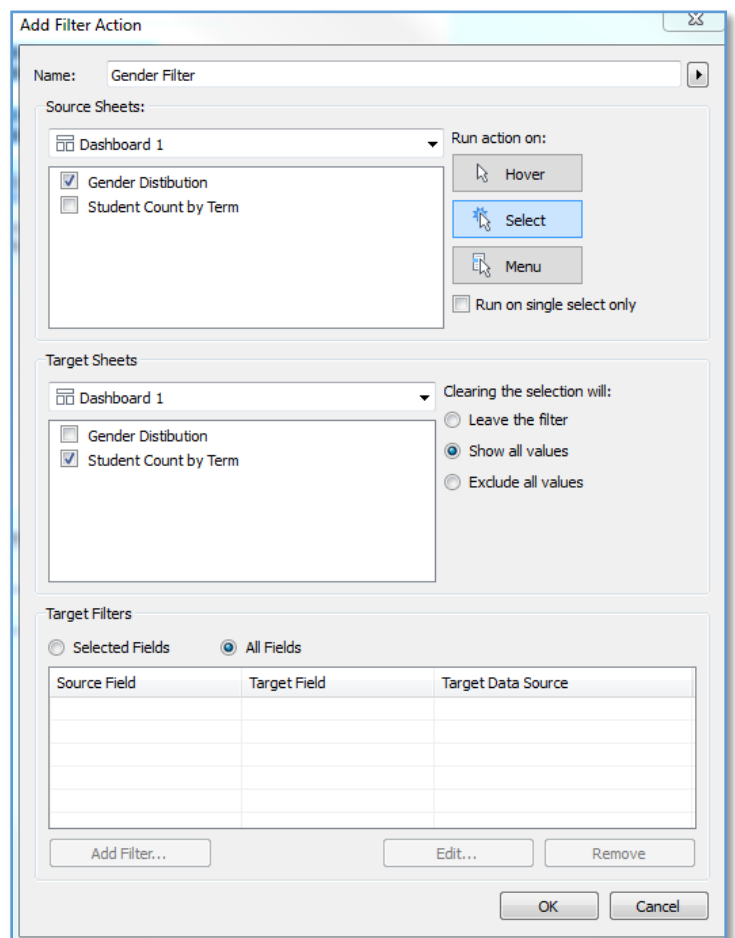 Add Filter Action
Name: Gender Filter
Source Sheets:
Dashboard 1
Gender Distibution
Student Count by Term
Run action on:
Hover
Select
Menu
Run on single select only
Target Sheets
Dashboard 1
Gender Distibution
Student Count by Term
Clearing the selection will:
Leave the filter
Show all values
Exclude all values
Target Filters
Selected Fields All Fields
Source Field Target Field Target Data Source
Add Filter... Edit... Remove
OK Cancel